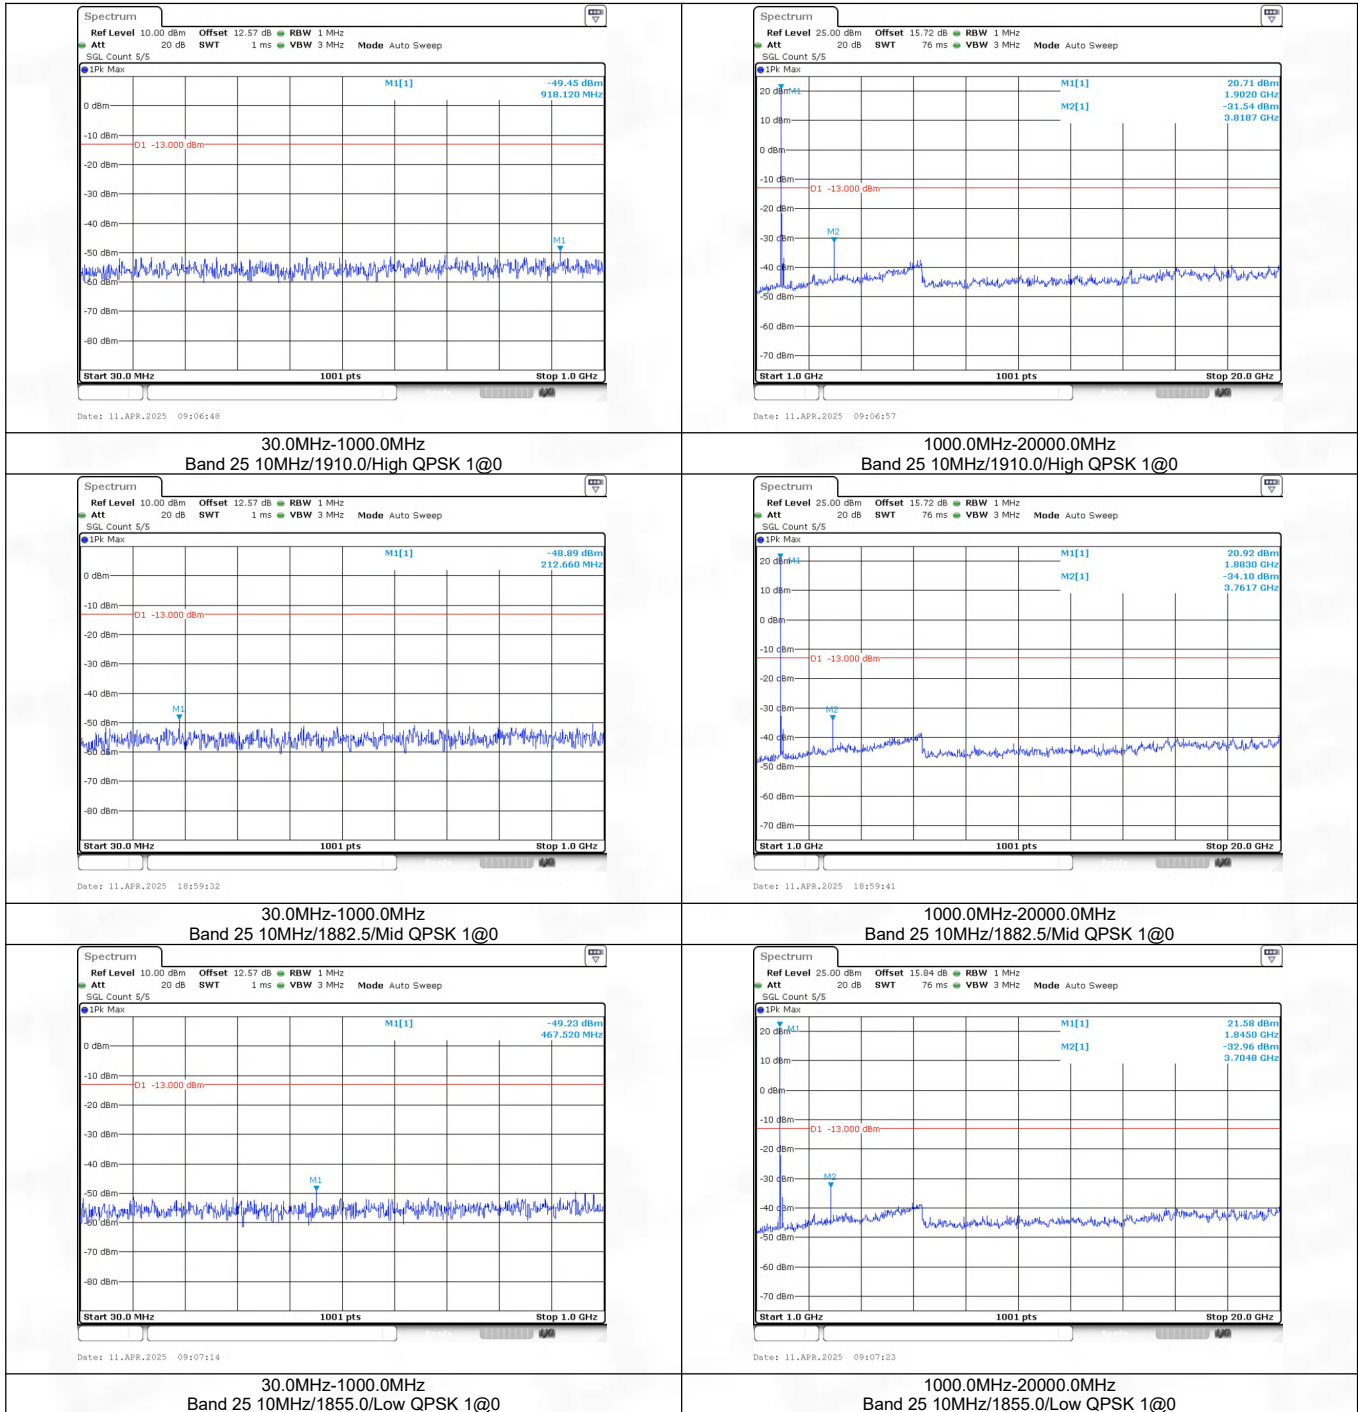 Spectrum
Ref Level 10.00 dBm Offset 12.57 dB RBW 1 MHz
Att 20 dB SWT 1 ms VBW 3 MHz Mode Auto Sweep
SGL Count 5/5
1Pk Max
M1[1] -49.45 dBm
918.120 MHz
0 dBm
-10 dBm
D1 -13.000 dBm
-20 dBm
-30 dBm
-40 dBm
M1
-50 dBm
-60 dBm
-70 dBm
-80 dBm
Start 30.0 MHz 1001 pts Stop 1.0 GHz
Date: 11.APR.2025 09:06:48
30.0MHz-1000.0MHz
Band 25 10MHz/1910.0/High QPSK 1@0
Spectrum
Ref Level 25.00 dBm Offset 15.72 dB RBW 1 MHz
Att 20 dB SWT 76 ms VBW 3 MHz Mode Auto Sweep
SGL Count 5/5
1Pk Max
M1[1] 20.71 dBm
1.9020 GHz
M2[1] -31.54 dBm
3.8187 GHz
20 dBm M1
10 dBm
0 dBm
-10 dBm
D1 -13.000 dBm
-20 dBm
-30 dBm
M2
-40 dBm
-50 dBm
-60 dBm
-70 dBm
Start 1.0 GHz 1001 pts Stop 20.0 GHz
Date: 11.APR.2025 09:06:57
1000.0MHz-20000.0MHz
Band 25 10MHz/1910.0/High QPSK 1@0
Spectrum
Ref Level 10.00 dBm Offset 12.57 dB RBW 1 MHz
Att 20 dB SWT 1 ms VBW 3 MHz Mode Auto Sweep
SGL Count 5/5
1Pk Max
M1[1] -48.89 dBm
212.660 MHz
0 dBm
-10 dBm
D1 -13.000 dBm
-20 dBm
-30 dBm
-40 dBm
M1
-50 dBm
-60 dBm
-70 dBm
-80 dBm
Start 30.0 MHz 1001 pts Stop 1.0 GHz
Date: 11.APR.2025 18:59:32
30.0MHz-1000.0MHz
Band 25 10MHz/1882.5/Mid QPSK 1@0
Spectrum
Ref Level 25.00 dBm Offset 15.72 dB RBW 1 MHz
Att 20 dB SWT 76 ms VBW 3 MHz Mode Auto Sweep
SGL Count 5/5
1Pk Max
M1[1] 20.92 dBm
1.8830 GHz
M2[1] -34.10 dBm
3.7617 GHz
20 dBm M1
10 dBm
0 dBm
-10 dBm
D1 -13.000 dBm
-20 dBm
-30 dBm
M2
-40 dBm
-50 dBm
-60 dBm
-70 dBm
Start 1.0 GHz 1001 pts Stop 20.0 GHz
Date: 11.APR.2025 18:59:41
1000.0MHz-20000.0MHz
Band 25 10MHz/1882.5/Mid QPSK 1@0
Spectrum
Ref Level 10.00 dBm Offset 12.57 dB RBW 1 MHz
Att 20 dB SWT 1 ms VBW 3 MHz Mode Auto Sweep
SGL Count 5/5
1Pk Max
M1[1] -49.23 dBm
467.520 MHz
0 dBm
-10 dBm
D1 -13.000 dBm
-20 dBm
-30 dBm
-40 dBm
M1
-50 dBm
-60 dBm
-70 dBm
-80 dBm
Start 30.0 MHz 1001 pts Stop 1.0 GHz
Date: 11.APR.2025 09:07:14
30.0MHz-1000.0MHz
Band 25 10MHz/1855.0/Low QPSK 1@0
Spectrum
Ref Level 25.00 dBm Offset 15.84 dB RBW 1 MHz
Att 20 dB SWT 76 ms VBW 3 MHz Mode Auto Sweep
SGL Count 5/5
1Pk Max
M1[1] 21.58 dBm
1.8450 GHz
M2[1] -32.96 dBm
3.7048 GHz
20 dBm M1
10 dBm
0 dBm
-10 dBm
D1 -13.000 dBm
-20 dBm
-30 dBm
M2
-40 dBm
-50 dBm
-60 dBm
-70 dBm
Start 1.0 GHz 1001 pts Stop 20.0 GHz
Date: 11.APR.2025 09:07:23
1000.0MHz-20000.0MHz
Band 25 10MHz/1855.0/Low QPSK 1@0